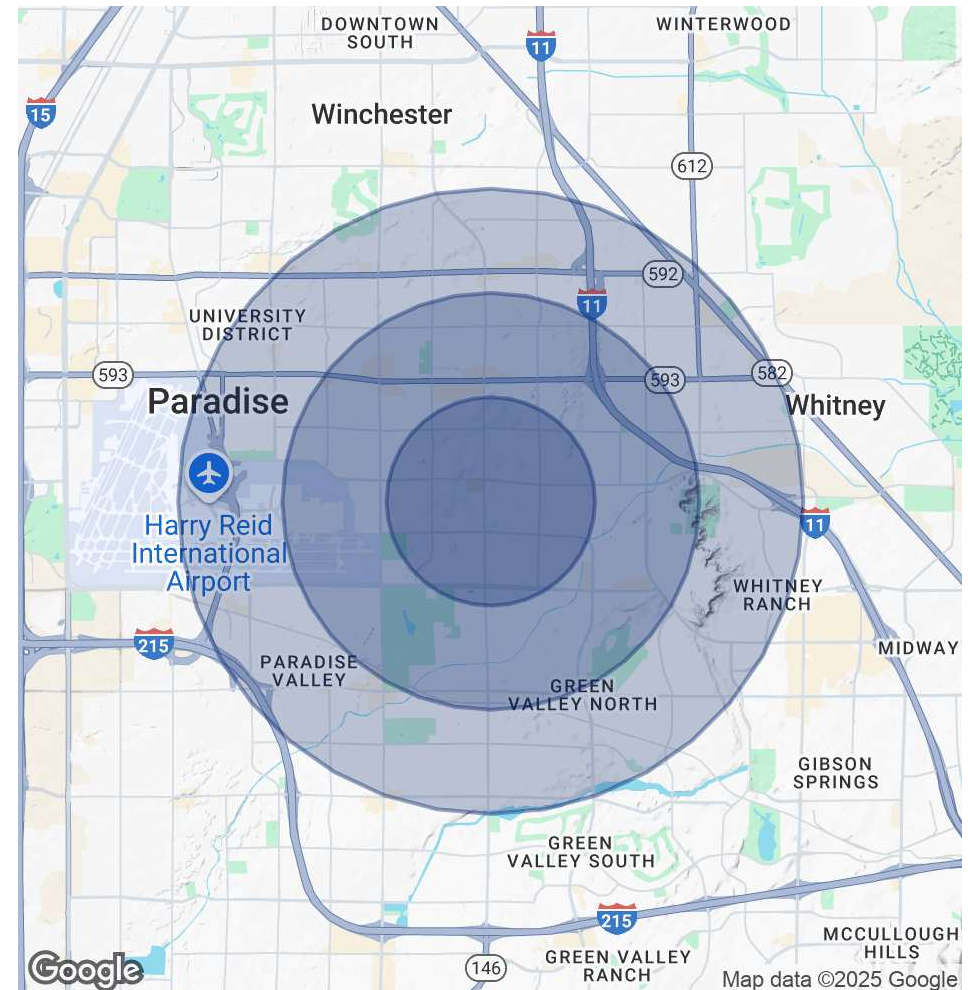 DOWNTOWN
SOUTH
WINTERWOOD
11
15
Winchester
612
592
11
UNIVERSITY
DISTRICT
593
593
582
Paradise
Whitney
Harry Reid
International
Airport
11
WHITNEY
RANCH
215
MIDWAY
PARADISE
VALLEY
GREEN
VALLEY NORTH
GIBSON
SPRINGS
GREEN
VALLEY SOUTH
215
MCCULLOUGH
HILLS
GREEN VALLEY
RANCH
146
Google
Map data ©2025 Google